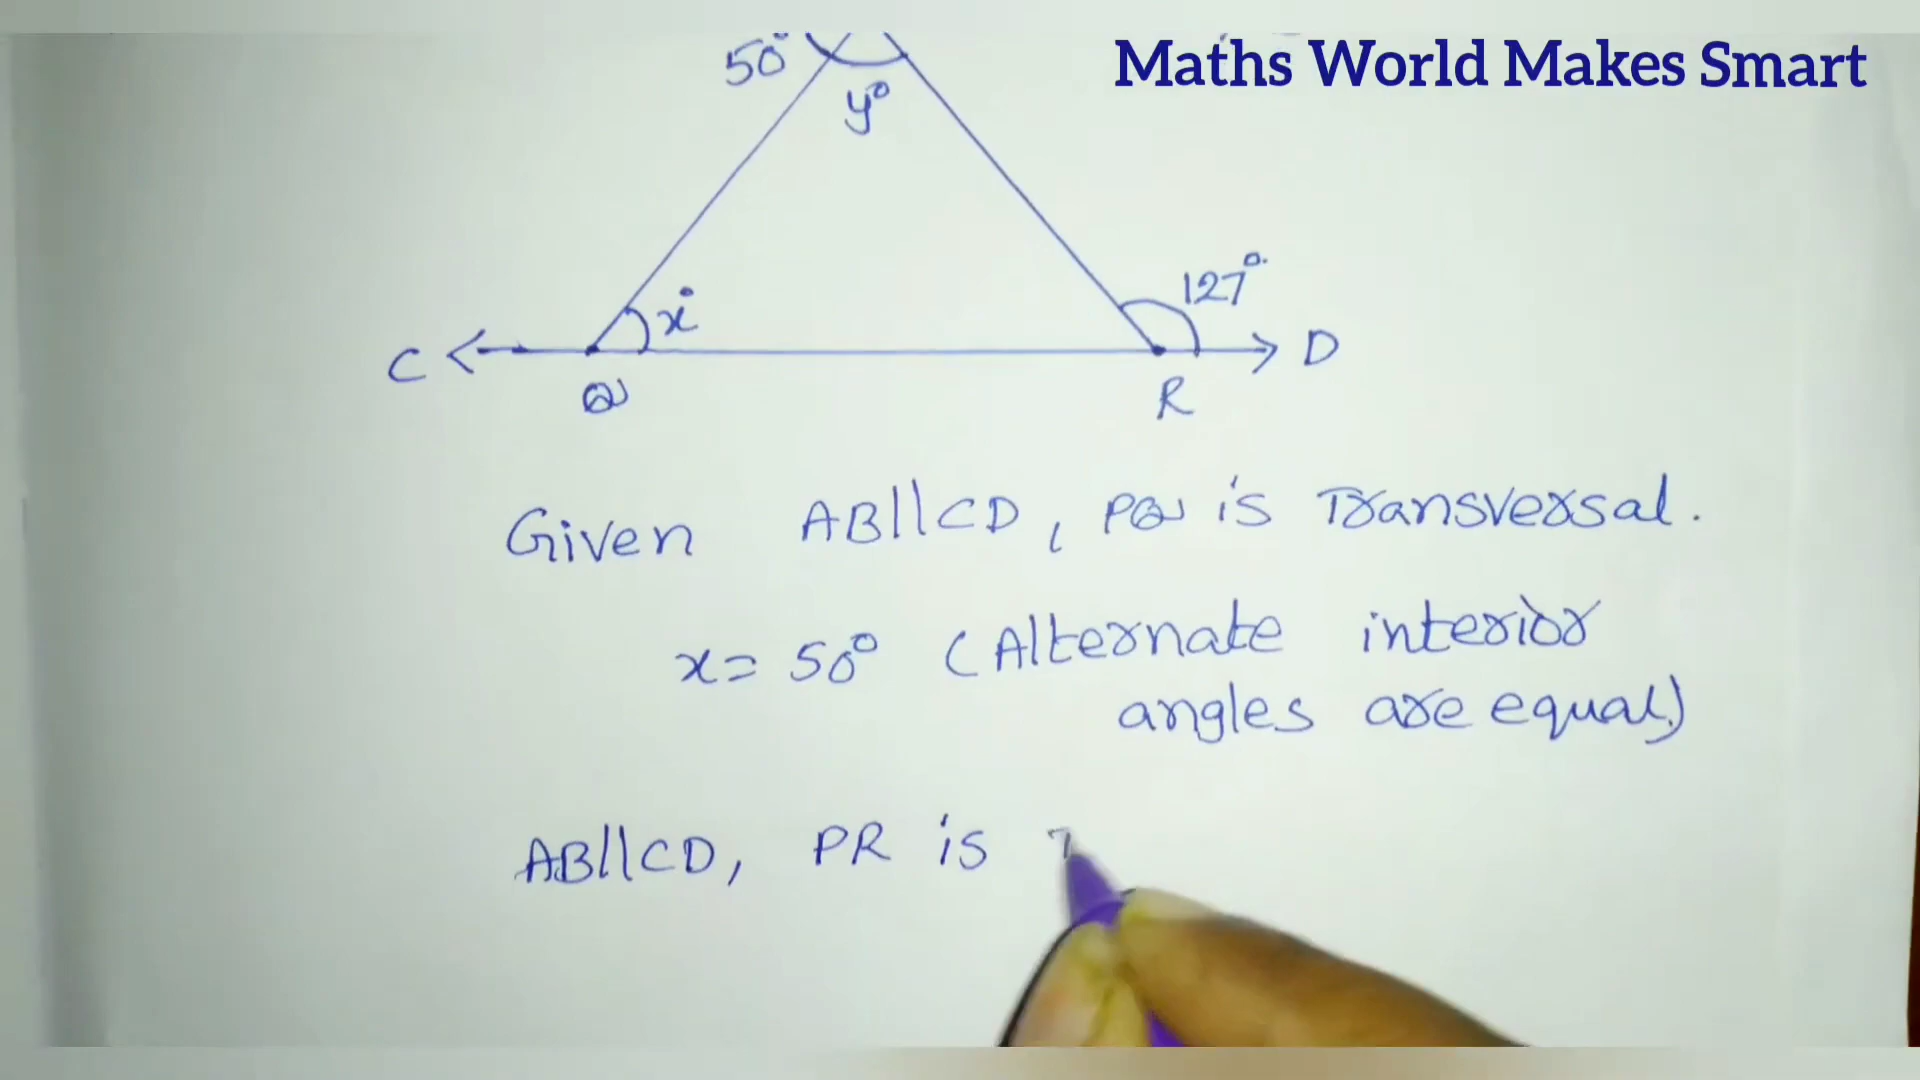 Maths World Makes Smart
50°
y°
127°
x°
C
D
Q
R
Given AB||CD, PQ is Transversal.
x = 50° (Alternate interior
angles are equal)
AB||CD, PR is